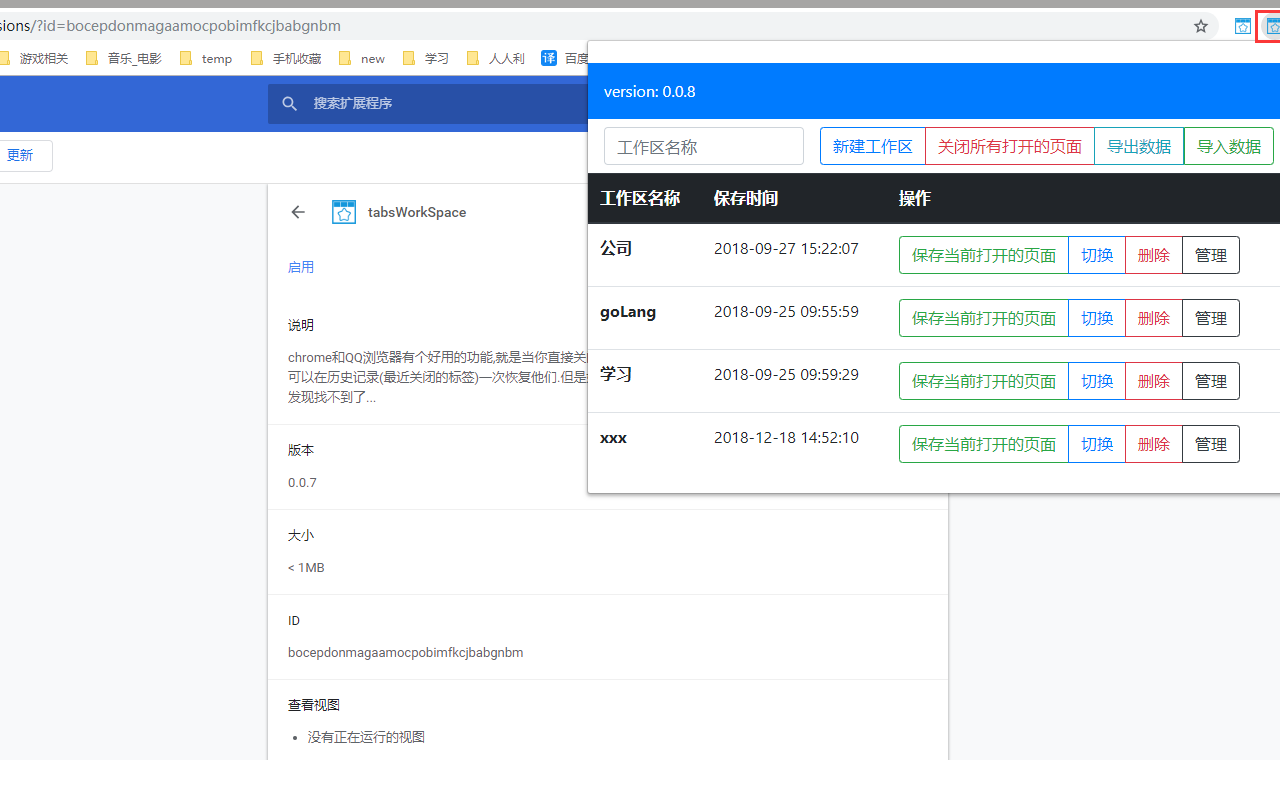 sions/?id=bocepdonmagaamocpobimfkcjbabgnbm
游戏相关 音乐_电影 temp 手机收藏 new 学习 人人利 译 百度
搜索扩展程序
更新
tabsWorkSpace
启用
说明
chrome和QQ浏览器有个好用的功能,就是当你直接关
可以在历史记录(最近关闭的标签)一次恢复他们.但是
发现找不到了...
版本
0.0.7
大小
< 1MB
ID
bocepdonmagaamocpobimfkcjbabgnbm
查看视图
• 没有正在运行的视图
version: 0.0.8
工作区名称 新建工作区 关闭所有打开的页面 导出数据 导入数据
工作区名称 保存时间 操作
公司 2018-09-27 15:22:07 保存当前打开的页面 切换 删除 管理
goLang 2018-09-25 09:55:59 保存当前打开的页面 切换 删除 管理
学习 2018-09-25 09:59:29 保存当前打开的页面 切换 删除 管理
xxx 2018-12-18 14:52:10 保存当前打开的页面 切换 删除 管理